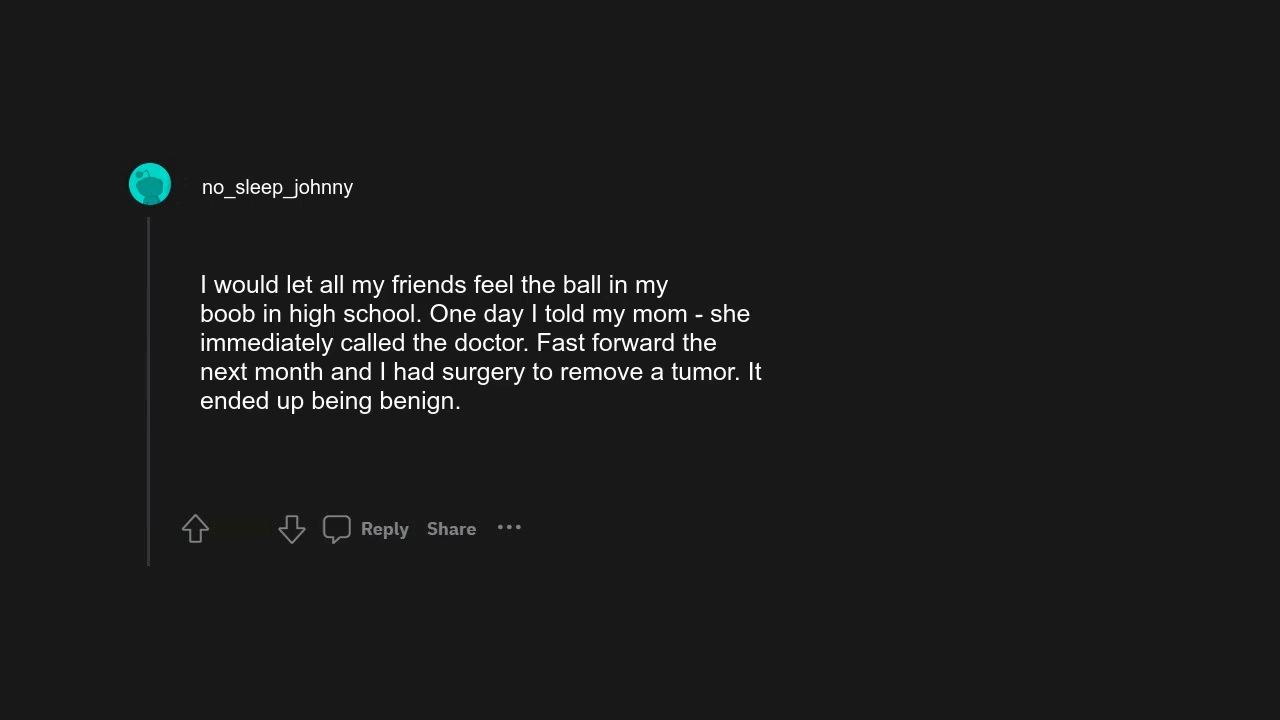 no_sleep_johnny
I would let all my friends feel the ball in my
boob in high school. One day I told my mom - she
immediately called the doctor. Fast forward the
next month and I had surgery to remove a tumor. It
ended up being benign.
Reply Share